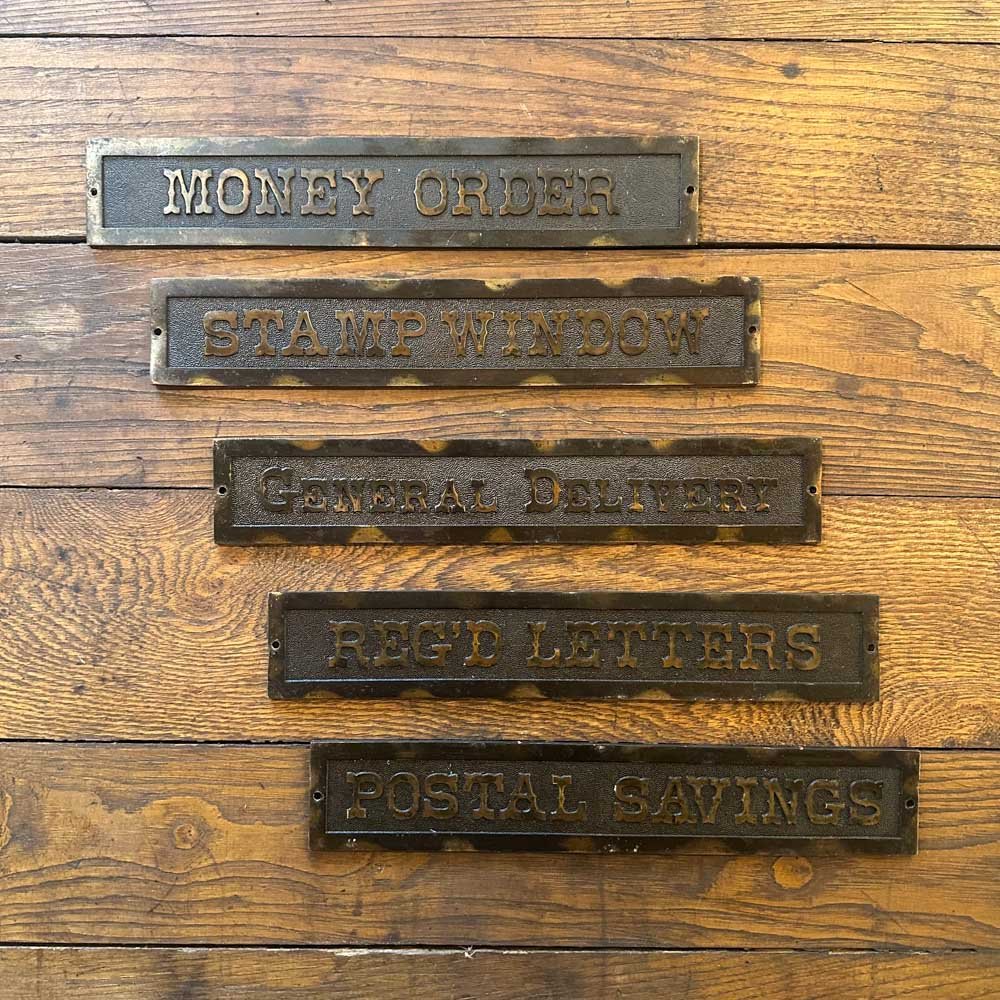 MONEY ORDER
STAMP WINDOW
GENERAL DELIVERY
REG'D LETTERS
POSTAL SAVINGS